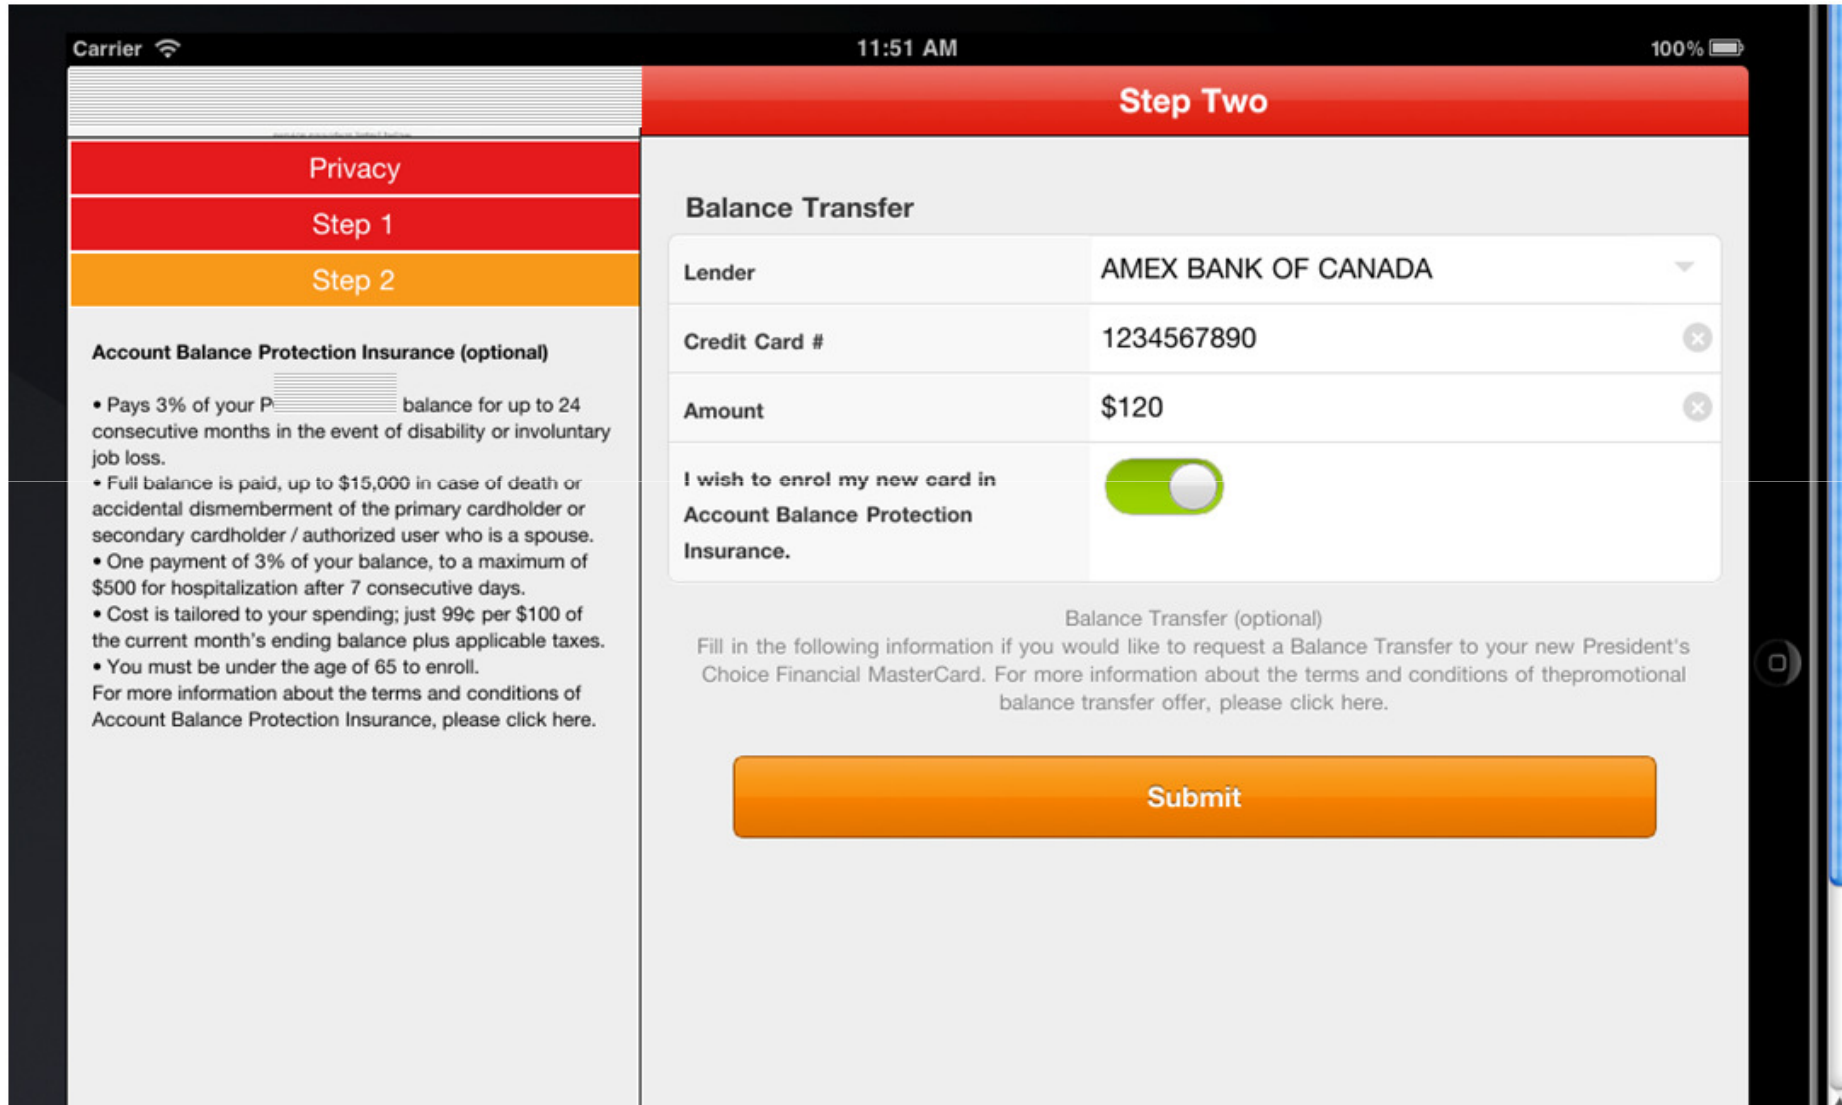 Carrier
11:51 AM
100%
Step Two
Privacy
Step 1
Step 2
Account Balance Protection Insurance (optional)
• Pays 3% of your P balance for up to 24
consecutive months in the event of disability or involuntary
job loss.
• Full balance is paid, up to $15,000 in case of death or
accidental dismemberment of the primary cardholder or
secondary cardholder / authorized user who is a spouse.
• One payment of 3% of your balance, to a maximum of
$500 for hospitalization after 7 consecutive days.
• Cost is tailored to your spending; just 99¢ per $100 of
the current month's ending balance plus applicable taxes.
• You must be under the age of 65 to enroll.
For more information about the terms and conditions of
Account Balance Protection Insurance, please click here.
Balance Transfer
Lender
AMEX BANK OF CANADA
Credit Card #
1234567890
Amount
$120
I wish to enrol my new card in
Account Balance Protection
Insurance.
Balance Transfer (optional)
Fill in the following information if you would like to request a Balance Transfer to your new President's
Choice Financial MasterCard. For more information about the terms and conditions of thepromotional
balance transfer offer, please click here.
Submit